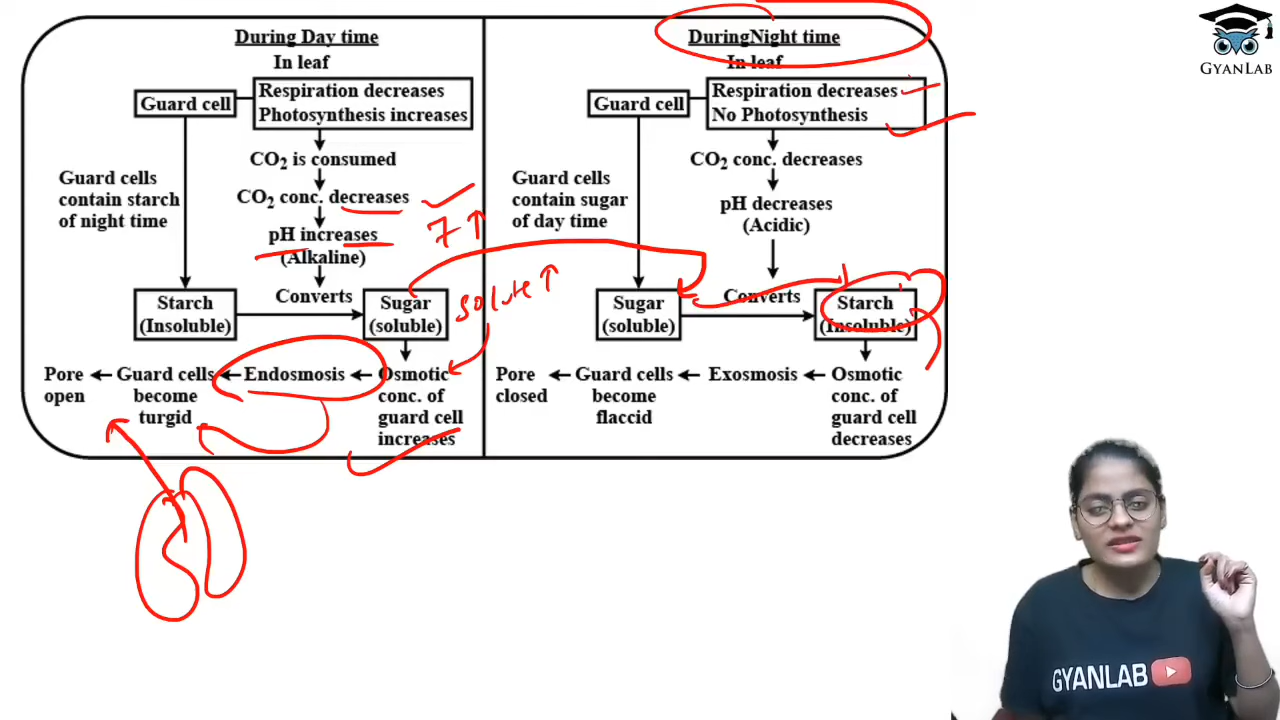 During Day time
In leaf
Guard cell
Respiration decreases
Photosynthesis increases
CO₂ is consumed
Guard cells
contain starch
of night time
CO₂ conc. decreases
7↑
pH increases
(Alkaline)
Starch
(Insoluble)
Converts
Sugar
(soluble)
solute ↑
Pore
open
Guard cells
become
turgid
Endosmosis
Osmotic
conc. of
guard cell
increases
DuringNight time
In leaf
Guard cell
Respiration decreases
No Photosynthesis
CO₂ conc. decreases
Guard cells
contain sugar
of day time
pH decreases
(Acidic)
Sugar
(soluble)
Converts
Starch
(Insoluble)
Pore
closed
Guard cells
become
flaccid
Exosmosis
Osmotic
conc. of
guard cell
decreases
GYANLAB
GYANLAB